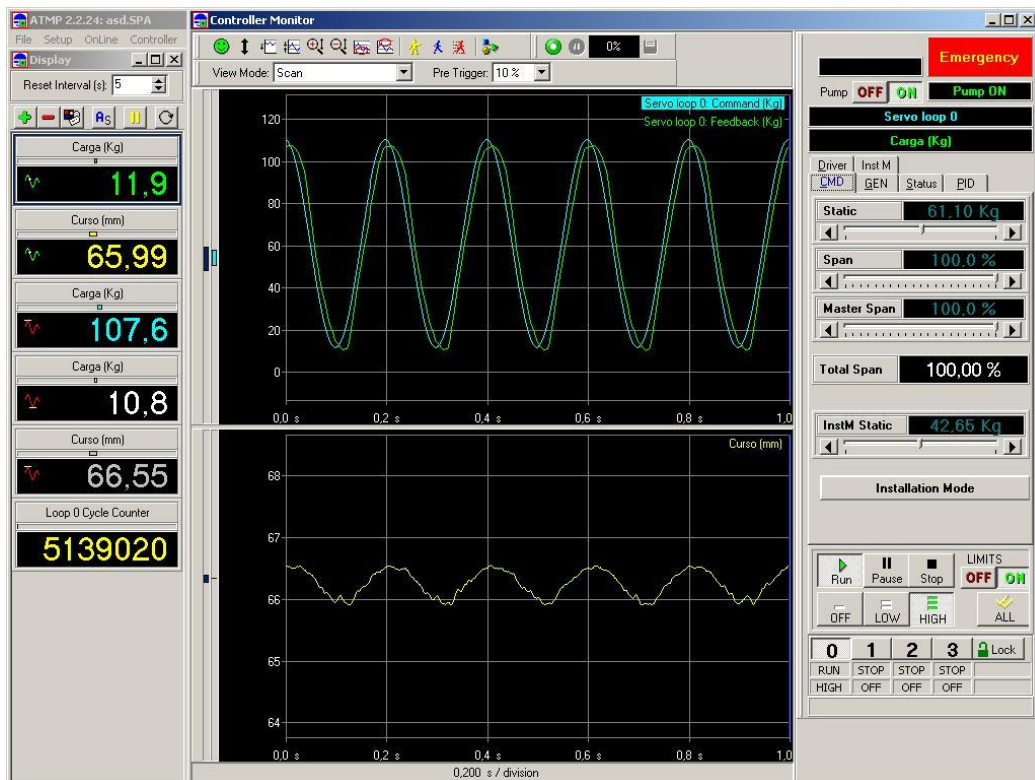 ATMP 2.2.24: asd.SPA
File Setup OnLine Controller
Display
Reset Interval (s): 5
As
Carga (Kg)
11,9
Curso (mm)
65,99
Carga (Kg)
107,6
Carga (Kg)
10,8
Curso (mm)
66,55
Loop 0 Cycle Counter
5139020
Controller Monitor
0%
View Mode: Scan Pre Trigger: 10 %
Servo loop 0: Command (Kg)
Servo loop 0: Feedback (Kg)
120
100
80
60
40
20
0
0,0 s 0,2 s 0,4 s 0,6 s 0,8 s 1,0
Curso (mm)
68
67
66
65
64
0,0 s 0,2 s 0,4 s 0,6 s 0,8 s 1,0
0,200 s / division
Emergency
Pump OFF ON Pump ON
Servo loop 0
Carga (Kg)
Driver Inst M
CMD GEN Status PID
Static 61,10 Kg
Span 100,0 %
Master Span 100,0 %
Total Span 100,00 %
InstM Static 42,65 Kg
Installation Mode
Run Pause Stop
LIMITS
OFF ON
OFF LOW HIGH ALL
0 1 2 3 Lock
RUN STOP STOP STOP
HIGH OFF OFF OFF